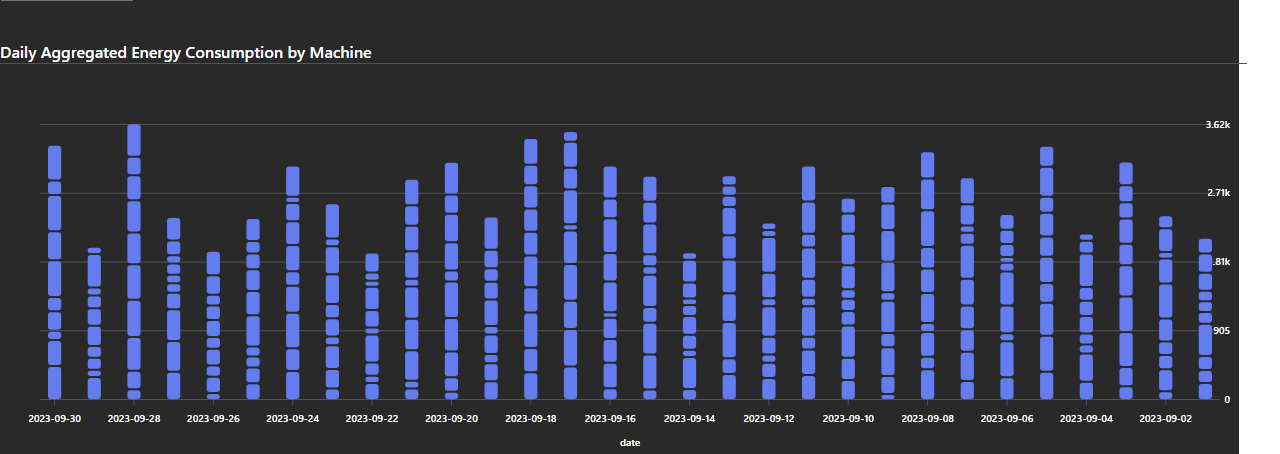 Daily Aggregated Energy Consumption by Machine
3.62k
2.71k
.81k
905
0
2023-09-30 2023-09-28 2023-09-26 2023-09-24 2023-09-22 2023-09-20 2023-09-18 2023-09-16 2023-09-14 2023-09-12 2023-09-10 2023-09-08 2023-09-06 2023-09-04 2023-09-02
date